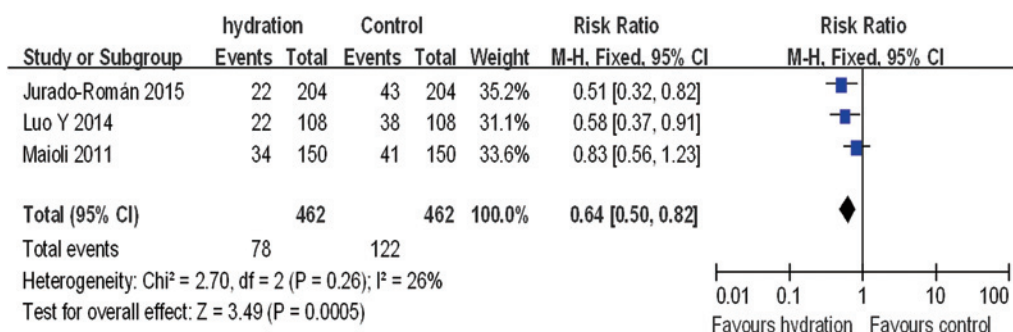 hydration Control Risk Ratio Risk Ratio
Study or Subgroup Events Total Events Total Weight M-H, Fixed, 95% CI M-H, Fixed, 95% CI
Jurado-Román 2015 22 204 43 204 35.2% 0.51 [0.32, 0.82]
Luo Y 2014 22 108 38 108 31.1% 0.58 [0.37, 0.91]
Maioli 2011 34 150 41 150 33.6% 0.83 [0.56, 1.23]
Total (95% CI) 462 462 100.0% 0.64 [0.50, 0.82]
Total events 78 122
Heterogeneity: Chi² = 2.70, df = 2 (P = 0.26); I² = 26%
Test for overall effect: Z = 3.49 (P = 0.0005)
0.01 0.1 1 10 100
Favours hydration Favours control